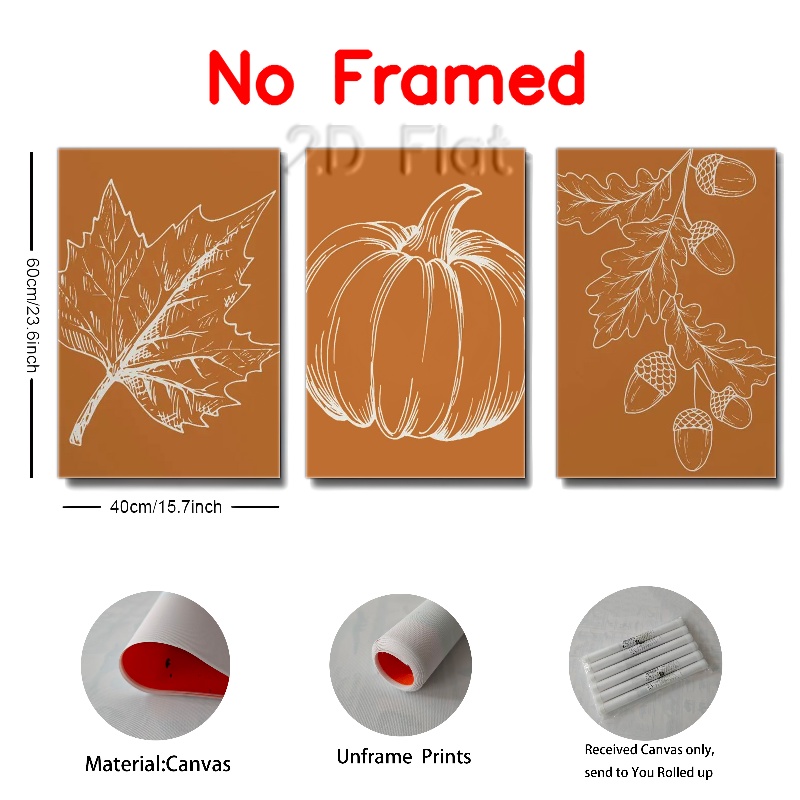 No Framed
2D Flat
60cm/23.6inch
40cm/15.7inch
Material:Canvas
Unframe Prints
Received Canvas only,
send to You Rolled up